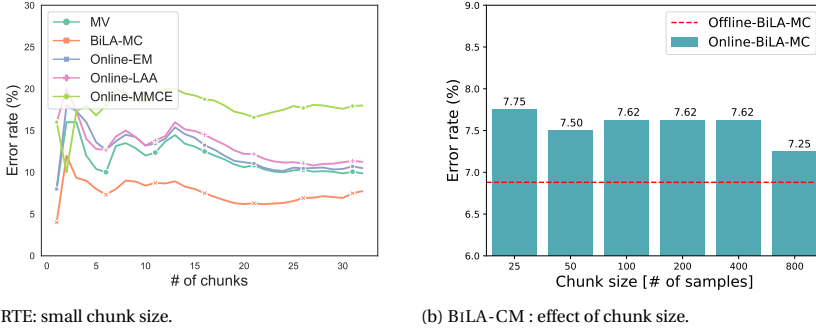 30
25
20
15
10
5
0
Error rate (%)
MV
BiLA-MC
Online-EM
Online-LAA
Online-MMCE
0 5 10 15 20 25 30
# of chunks
RTE: small chunk size.
9.0
8.5
8.0
7.5
7.0
6.5
6.0
Error rate (%)
Offline-BiLA-MC
Online-BiLA-MC
7.75 7.50 7.62 7.62 7.62 7.25
25 50 100 200 400 800
Chunk size [# of samples]
(b) BILA-CM : effect of chunk size.